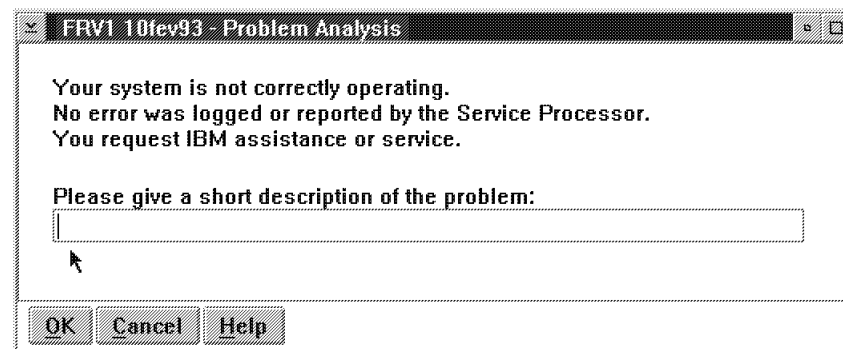 FRV1 10fev93 - Problem Analysis
Your system is not correctly operating.
No error was logged or reported by the Service Processor.
You request IBM assistance or service.
Please give a short description of the problem:
OK Cancel Help